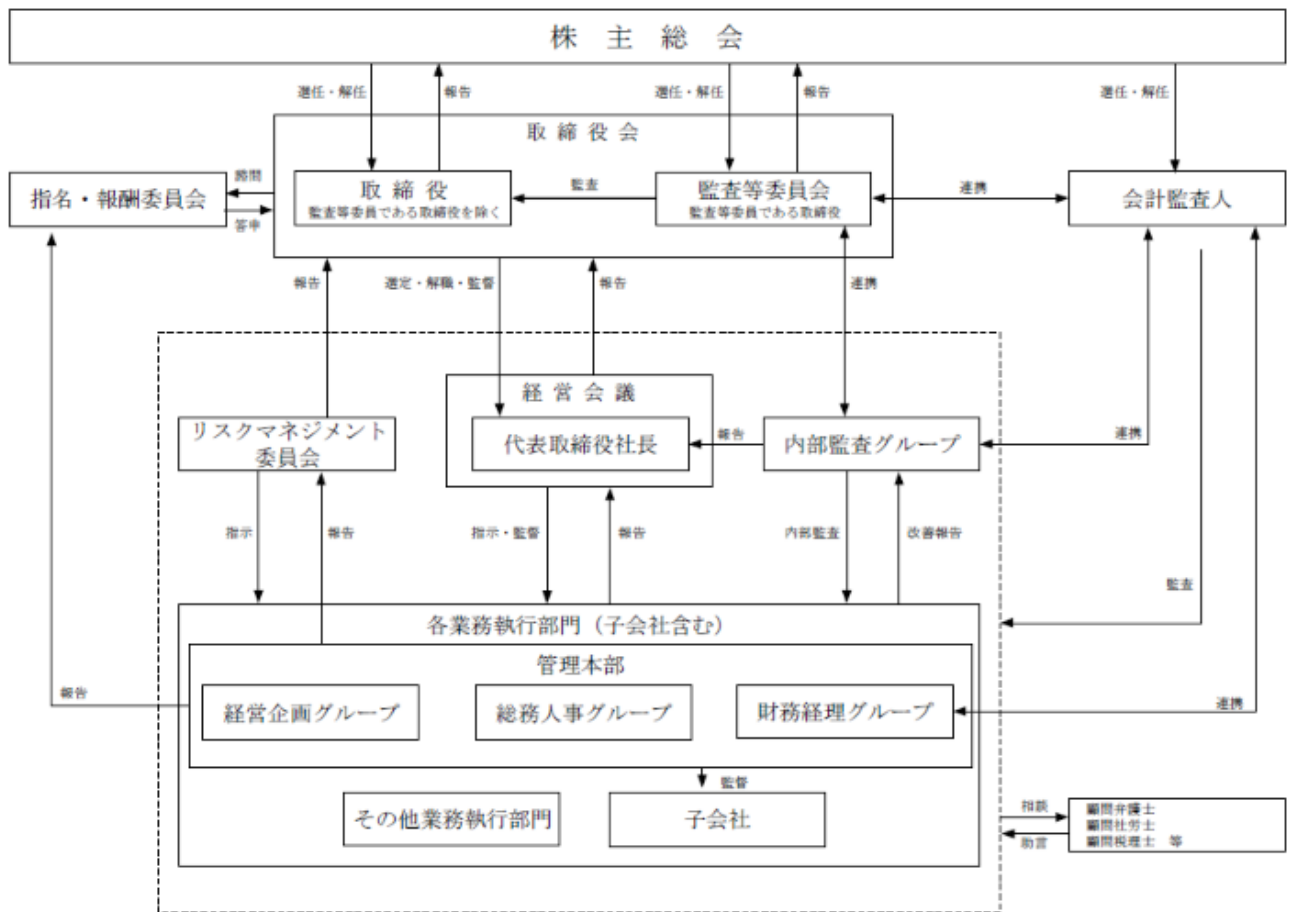 株主総会
選任・解任
報告
選任・解任
報告
選任・解任
取締役会
指名・報酬委員会
諮問
答申
取締役
監査等委員である取締役を除く
監査
監査等委員会
監査等委員である取締役
連携
会計監査人
報告
選定・解職・監督
報告
連携
経営会議
リスクマネジメント
委員会
代表取締役社長
報告
内部監査グループ
連携
指示
報告
指示・監督
報告
内部監査
改善報告
監査
各業務執行部門（子会社含む）
管理本部
報告
経営企画グループ
総務人事グループ
財務経理グループ
連携
監督
その他業務執行部門
子会社
相談
助言
顧問弁護士
顧問社労士
顧問税理士　等